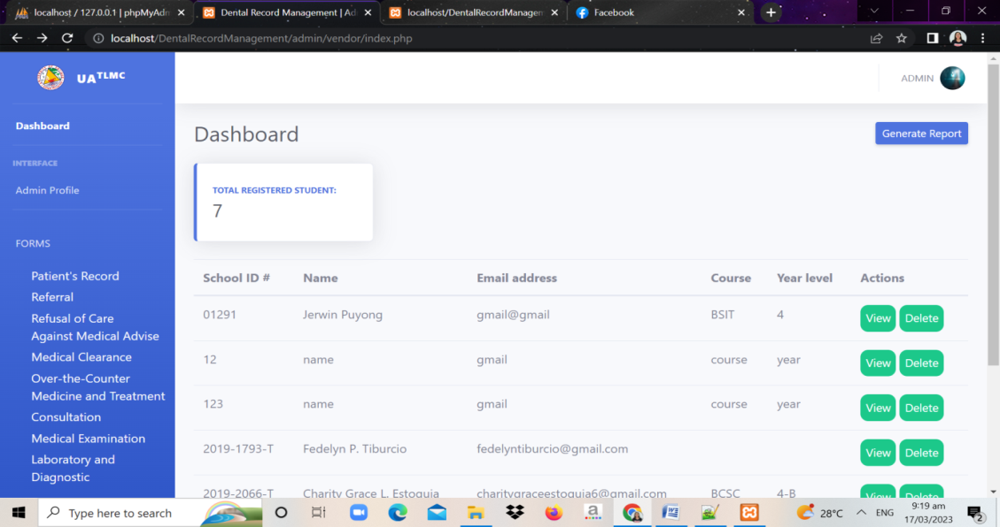 localhost / 127.0.0.1 | phpMyAdm
Dental Record Management | Ad
localhost/DentalRecordManagem
Facebook
localhost/DentalRecordManagement/admin/vendor/index.php
UATLMC
ADMIN
Dashboard
Dashboard
Generate Report
INTERFACE
Admin Profile
TOTAL REGISTERED STUDENT:
7
FORMS
Patient's Record
Referral
Refusal of Care
Against Medical Advise
Medical Clearance
Over-the-Counter
Medicine and Treatment
Consultation
Medical Examination
Laboratory and
Diagnostic
School ID # Name Email address Course Year level Actions
01291 Jerwin Puyong gmail@gmail BSIT 4 View Delete
12 name gmail course year View Delete
123 name gmail course year View Delete
2019-1793-T Fedelyn P. Tiburcio fedelyntiburcio@gmail.com View Delete
2019-2066-T Charity Grace L. Estoquia charitygraceestoquia6@gmail.com BCSC 4-B View Delete
Type here to search
28°C ENG 9:19 am
17/03/2023
2